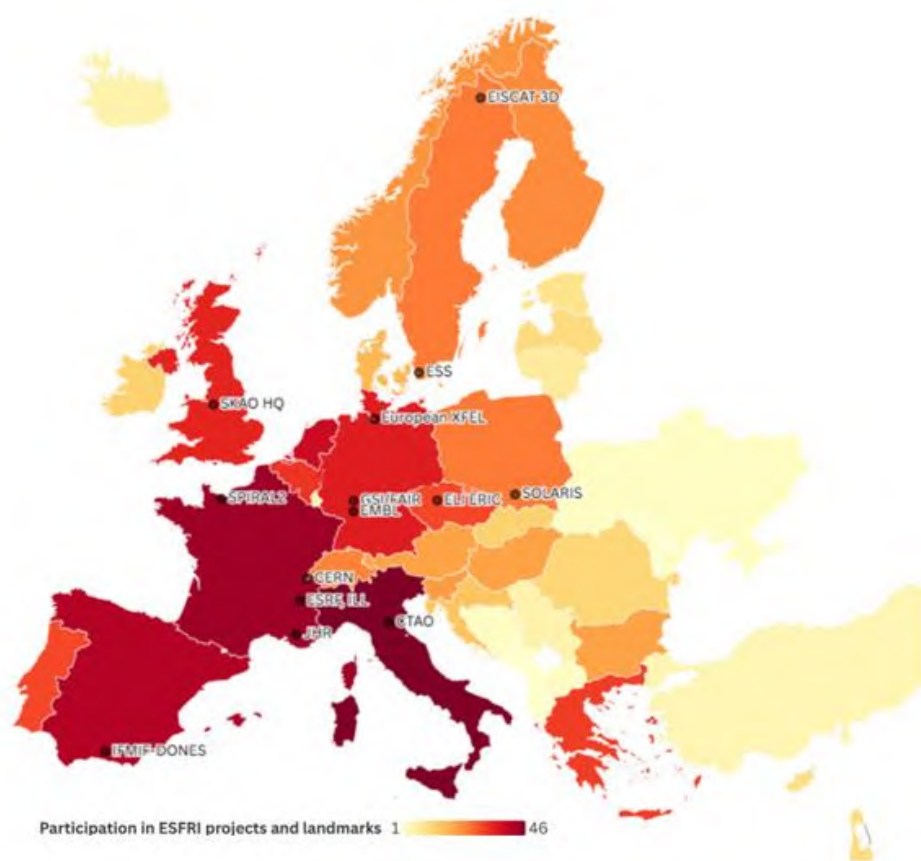 EISCAT 3D
ESS
SKAO HQ
European XFEL
SPIRAL2
GSI/FAIR
ELI ERIC
SOLARIS
EMBL
CERN
ESRF, ILL
CTAO
JHR
IFMIF-DONES
Participation in ESFRI projects and landmarks 1 46